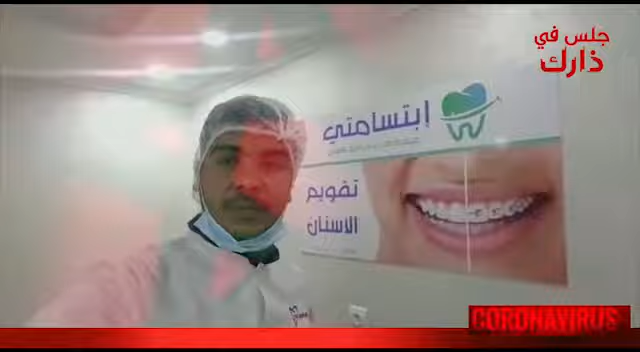 جلس في
ذارك
ابتسامتي
تقويم
الاسنان
CORONAVIRUS